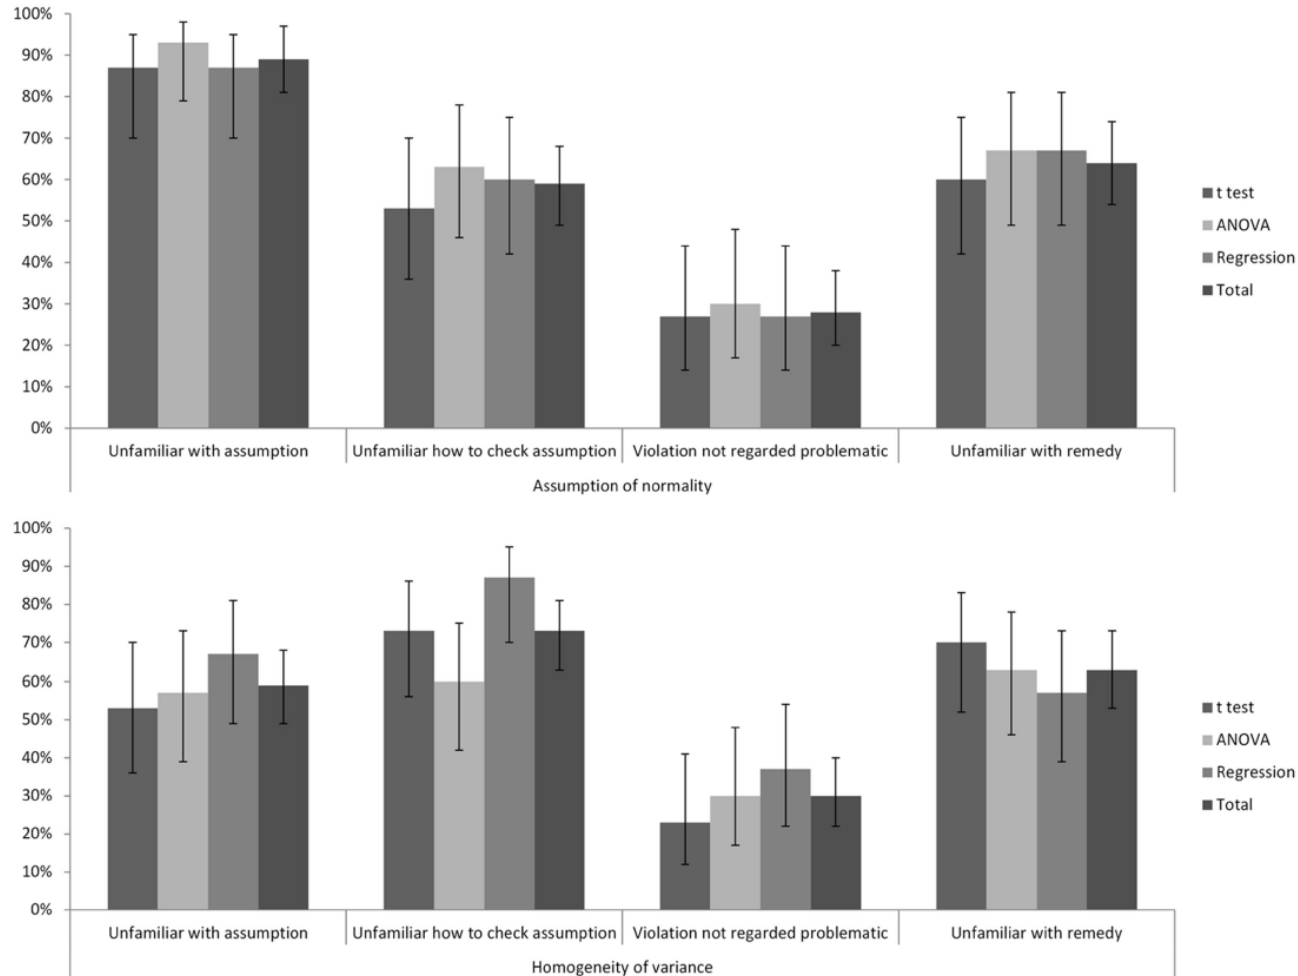 100%
90%
80%
70%
60%
50%
40%
30%
20%
10%
0%
Unfamiliar with assumption
Unfamiliar how to check assumption
Violation not regarded problematic
Unfamiliar with remedy
Assumption of normality
t test
ANOVA
Regression
Total
100%
90%
80%
70%
60%
50%
40%
30%
20%
10%
0%
Unfamiliar with assumption
Unfamiliar how to check assumption
Violation not regarded problematic
Unfamiliar with remedy
Homogeneity of variance
t test
ANOVA
Regression
Total